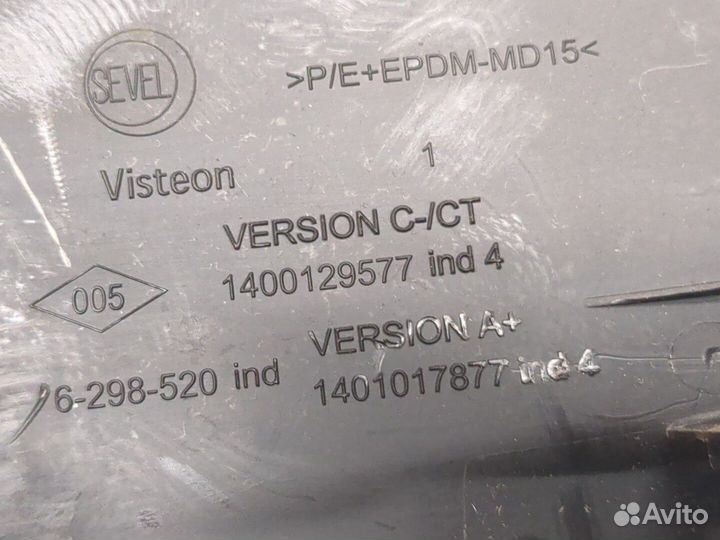 SEVEL
>P/E+EPDM-MD15<
Visteon
1
VERSION C-/CT
1400129577 ind 4
005
VERSION A+
1401017877 ind 4
6-298-520 ind
Avito